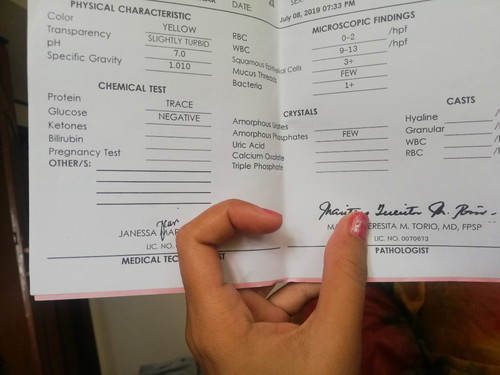 DATE:
July 08, 2019 07:33 PM
PHYSICAL CHARACTERISTIC
Color YELLOW
Transparency SLIGHTLY TURBID
pH 7.0
Specific Gravity 1.010
CHEMICAL TEST
Protein TRACE
Glucose NEGATIVE
Ketones
Bilirubin
Pregnancy Test
OTHER/S:
MICROSCOPIC FINDINGS
RBC 0-2 /hpf
WBC 9-13 /hpf
Squamous Epithelial Cells 3+
Mucus Threads FEW
Bacteria 1+
CRYSTALS
Amorphous Urates
Amorphous Phosphates FEW
Uric Acid
Calcium Oxalate
Triple Phosphate
CASTS
Hyaline
Granular
WBC
RBC
JANESSA
LIC. NO.
MEDICAL
M. TORIO, MD, FPSP
LIC. NO. 0070673
PATHOLOGIST